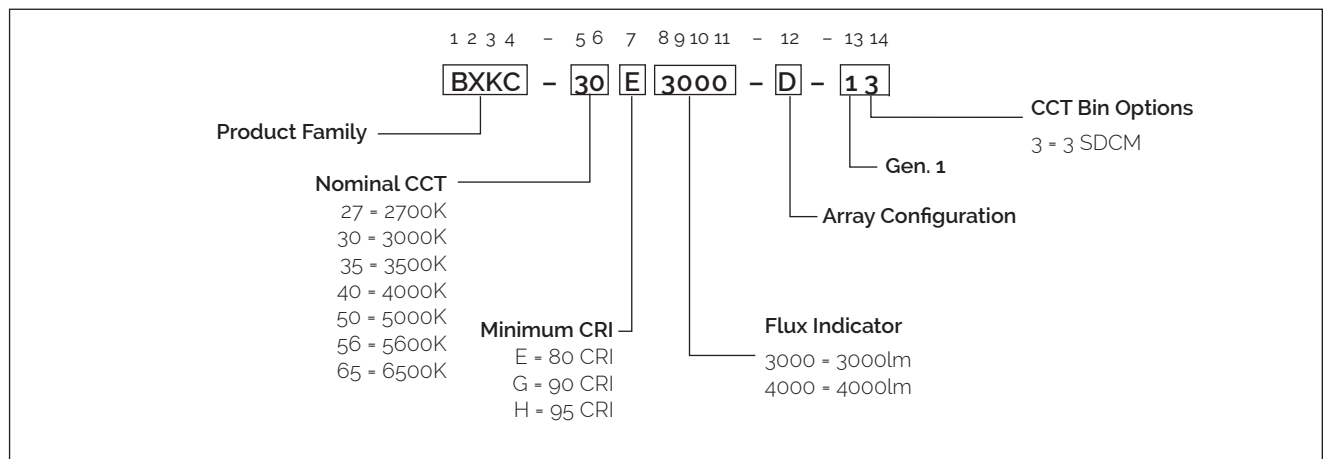 1 2 3 4 - 5 6 7 8 9 10 11 - 12 - 13 14
BXKC - 30 E 3000 - D - 1 3
CCT Bin Options
3 = 3 SDCM
Product Family
Gen. 1
Nominal CCT
27 = 2700K
30 = 3000K
35 = 3500K
40 = 4000K
50 = 5000K
56 = 5600K
65 = 6500K
Array Configuration
Minimum CRI
E = 80 CRI
G = 90 CRI
H = 95 CRI
Flux Indicator
3000 = 3000lm
4000 = 4000lm